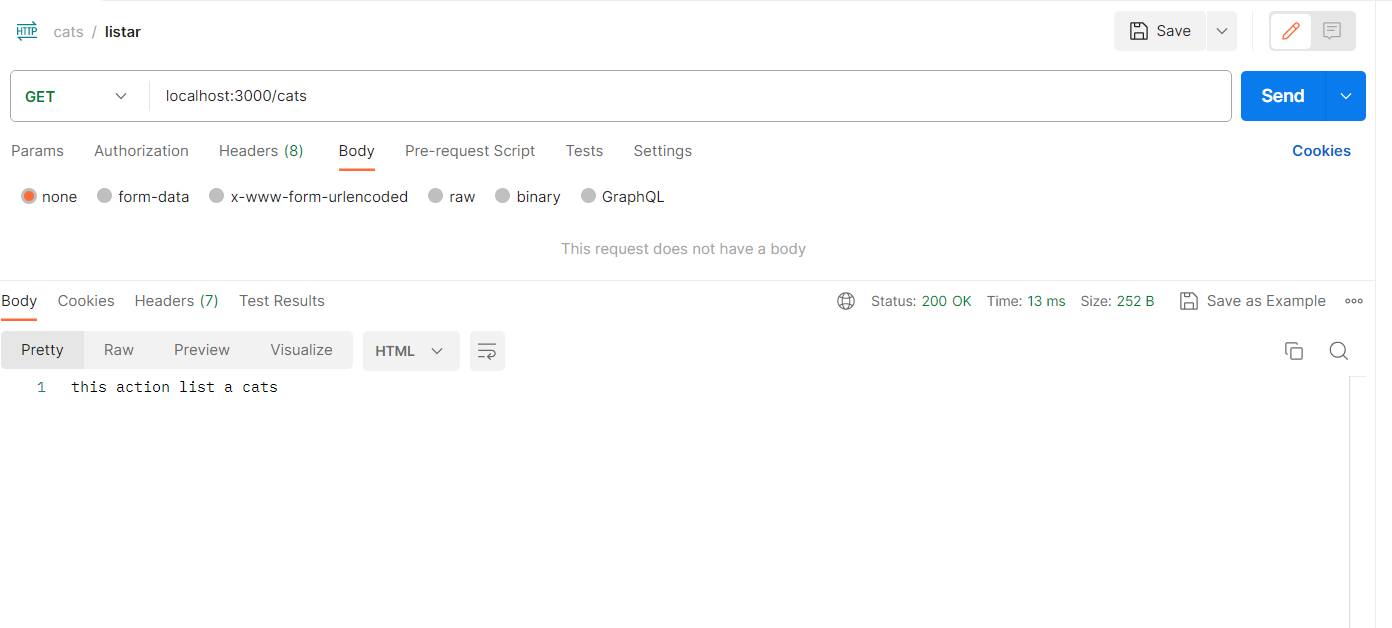 HTTP cats / listar Save
GET localhost:3000/cats Send
Params Authorization Headers (8) Body Pre-request Script Tests Settings Cookies
none form-data x-www-form-urlencoded raw binary GraphQL
This request does not have a body
Body Cookies Headers (7) Test Results Status: 200 OK Time: 13 ms Size: 252 B Save as Example
Pretty Raw Preview Visualize HTML
1 this action list a cats